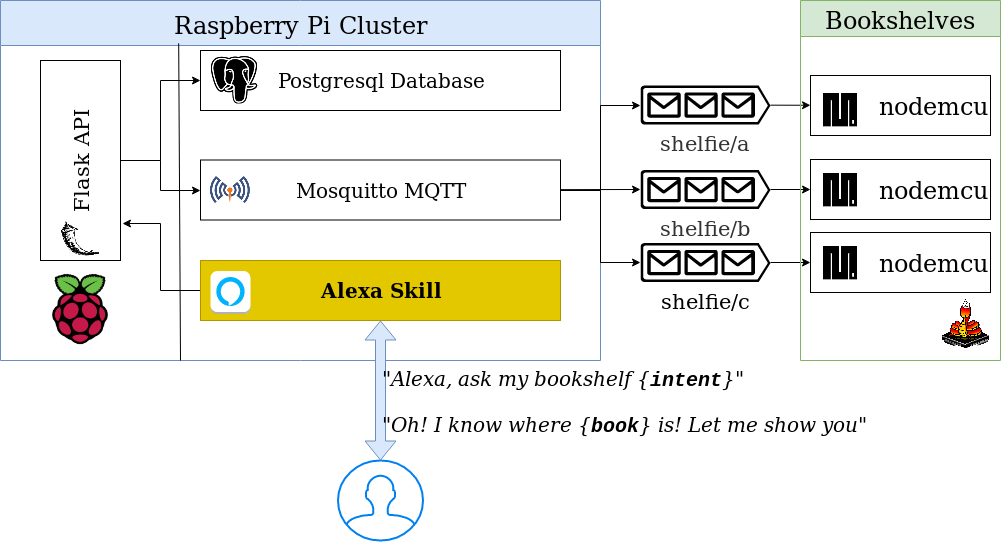 Raspberry Pi Cluster
Bookshelves
Flask API
Postgresql Database
Mosquitto MQTT
Alexa Skill
shelfie/a
shelfie/b
shelfie/c
nodemcu
nodemcu
nodemcu
"Alexa, ask my bookshelf {intent}"
"Oh! I know where {book} is! Let me show you"